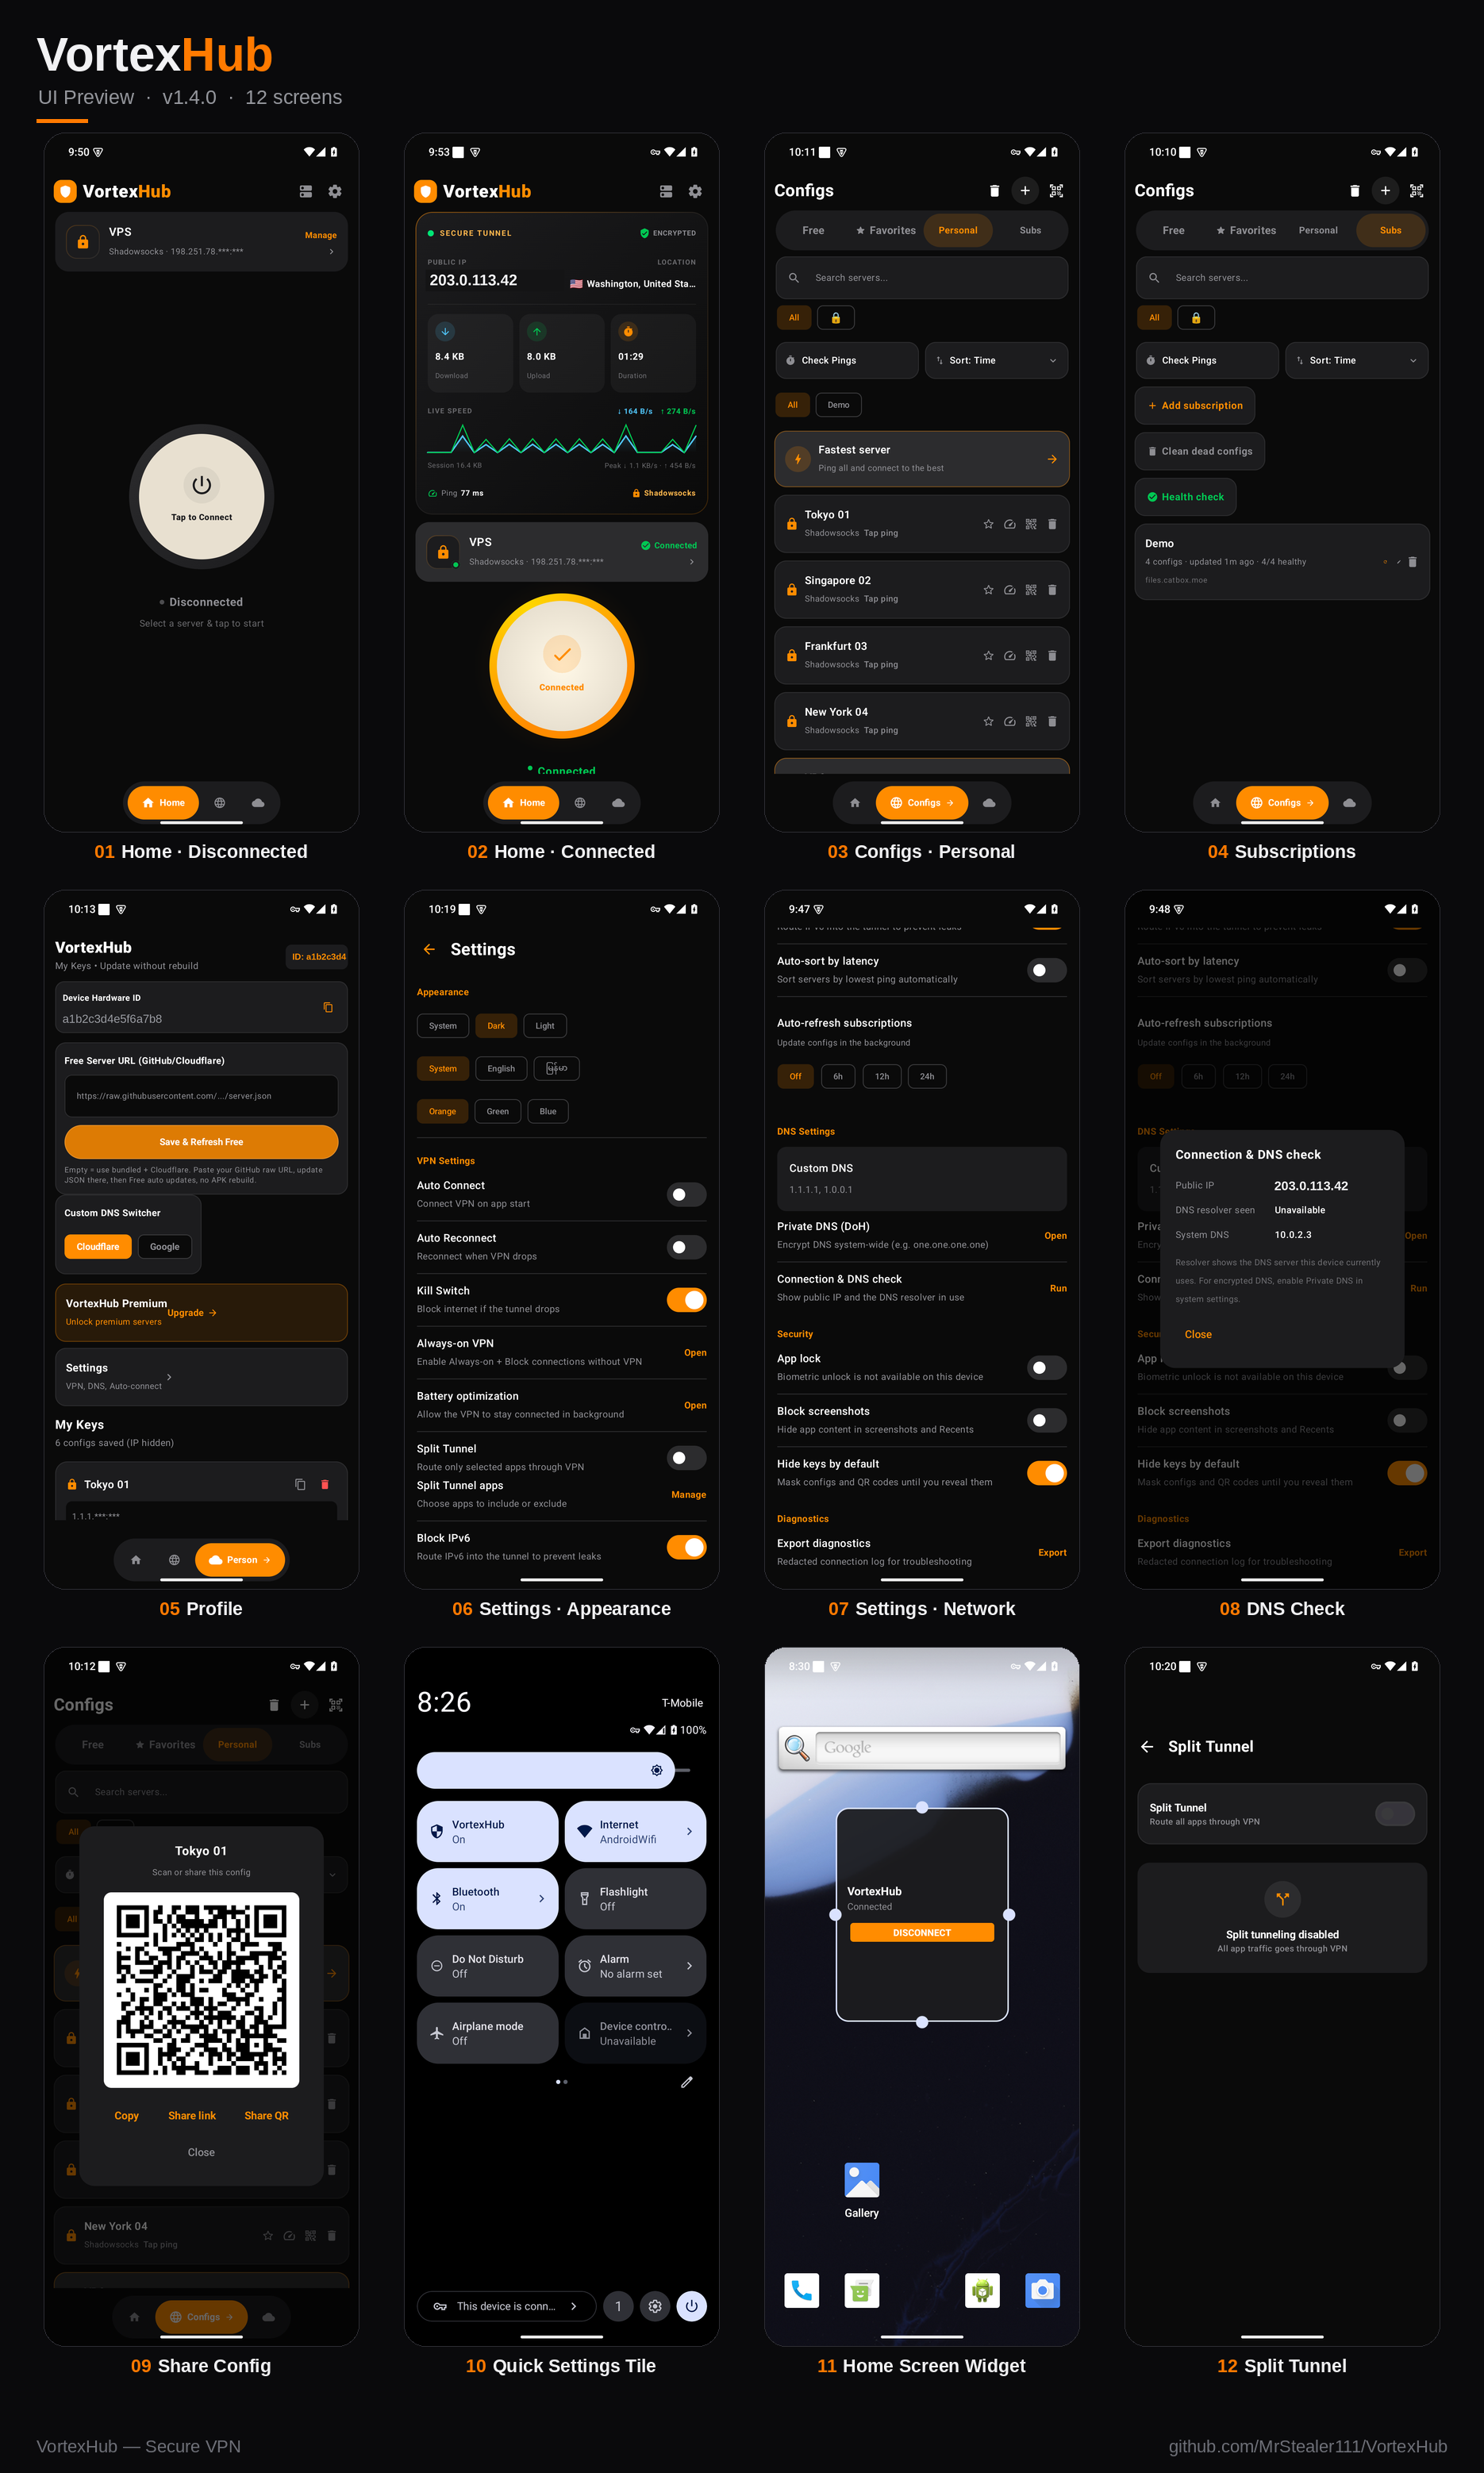 VortexHub
UI Preview · v1.4.0 · 12 screens
9:50
VortexHub
VPS
Shadowsocks · 198.251.78.***:***
Manage
Tap to Connect
Disconnected
Select a server & tap to start
Home
01 Home · Disconnected
9:53
VortexHub
SECURE TUNNEL
ENCRYPTED
PUBLIC IP
LOCATION
203.0.113.42
Washington, United Sta...
8.4 KB
8.0 KB
01:29
Download
Upload
Duration
LIVE SPEED
↓ 164 B/s ↑ 274 B/s
Session 16.4 KB
Peak ↓ 1.1 KB/s · ↑ 454 B/s
Ping 77 ms
Shadowsocks
VPS
Shadowsocks · 198.251.78.***:***
Connected
Connected
Connected
Home
02 Home · Connected
10:11
Configs
Free
Favorites
Personal
Subs
Search servers...
All
Check Pings
Sort: Time
All
Demo
Fastest server
Ping all and connect to the best
Tokyo 01
Shadowsocks Tap ping
Singapore 02
Shadowsocks Tap ping
Frankfurt 03
Shadowsocks Tap ping
New York 04
Shadowsocks Tap ping
Configs
03 Configs · Personal
10:10
Configs
Free
Favorites
Personal
Subs
Search servers...
All
Check Pings
Sort: Time
Add subscription
Clean dead configs
Health check
Demo
4 configs · updated 1m ago · 4/4 healthy
files.catbox.moe
Configs
04 Subscriptions
10:13
VortexHub
My Keys • Update without rebuild
ID: a1b2c3d4
Device Hardware ID
a1b2c3d4e5f6a7b8
Free Server URL (GitHub/Cloudflare)
https://raw.githubusercontent.com/.../server.json
Save & Refresh Free
Empty = use bundled + Cloudflare. Paste your GitHub raw URL, update
JSON there, then Free auto updates, no APK rebuild.
Custom DNS Switcher
Cloudflare
Google
VortexHub Premium
Unlock premium servers
Upgrade
Settings
VPN, DNS, Auto-connect
My Keys
6 configs saved (IP hidden)
Tokyo 01
1.1.1.***:***
Person
05 Profile
10:19
Settings
Appearance
System
Dark
Light
System
English
မြန်မာ
Orange
Green
Blue
VPN Settings
Auto Connect
Connect VPN on app start
Auto Reconnect
Reconnect when VPN drops
Kill Switch
Block internet if the tunnel drops
Always-on VPN
Enable Always-on + Block connections without VPN
Open
Battery optimization
Allow the VPN to stay connected in background
Open
Split Tunnel
Route only selected apps through VPN
Split Tunnel apps
Choose apps to include or exclude
Manage
Block IPv6
Route IPv6 into the tunnel to prevent leaks
06 Settings · Appearance
9:47
Route IPv6 into the tunnel to prevent leaks
Auto-sort by latency
Sort servers by lowest ping automatically
Auto-refresh subscriptions
Update configs in the background
Off
6h
12h
24h
DNS Settings
Custom DNS
1.1.1.1, 1.0.0.1
Private DNS (DoH)
Encrypt DNS system-wide (e.g. one.one.one.one)
Open
Connection & DNS check
Show public IP and the DNS resolver in use
Run
Security
App lock
Biometric unlock is not available on this device
Block screenshots
Hide app content in screenshots and Recents
Hide keys by default
Mask configs and QR codes until you reveal them
Diagnostics
Export diagnostics
Redacted connection log for troubleshooting
Export
07 Settings · Network
9:48
Auto-sort by latency
Sort servers by lowest ping automatically
Auto-refresh subscriptions
Update configs in the background
Off
6h
12h
24h
DNS Se
Connection & DNS check
Public IP
203.0.113.42
DNS resolver seen
Unavailable
System DNS
10.0.2.3
Resolver shows the DNS server this device currently
uses. For encrypted DNS, enable Private DNS in
system settings.
Close
Open
Run
Biometric unlock is not available on this device
Block screenshots
Hide app content in screenshots and Recents
Hide keys by default
Mask configs and QR codes until you reveal them
Diagnostics
Export diagnostics
Redacted connection log for troubleshooting
Export
08 DNS Check
10:12
Configs
Free
Favorites
Personal
Subs
Search servers...
All
Tokyo 01
Scan or share this config
All
Copy
Share link
Share QR
Close
New York 04
Shadowsocks Tap ping
Configs
09 Share Config
8:26
T-Mobile
100%
VortexHub
On
Internet
AndroidWifi
Bluetooth
On
Flashlight
Off
Do Not Disturb
Off
Alarm
No alarm set
Airplane mode
Off
Device contro..
Unavailable
This device is conn...
1
10 Quick Settings Tile
8:30
Google
VortexHub
Connected
DISCONNECT
Gallery
11 Home Screen Widget
10:20
Split Tunnel
Split Tunnel
Route all apps through VPN
Split tunneling disabled
All app traffic goes through VPN
12 Split Tunnel
VortexHub — Secure VPN
github.com/MrStealer111/VortexHub